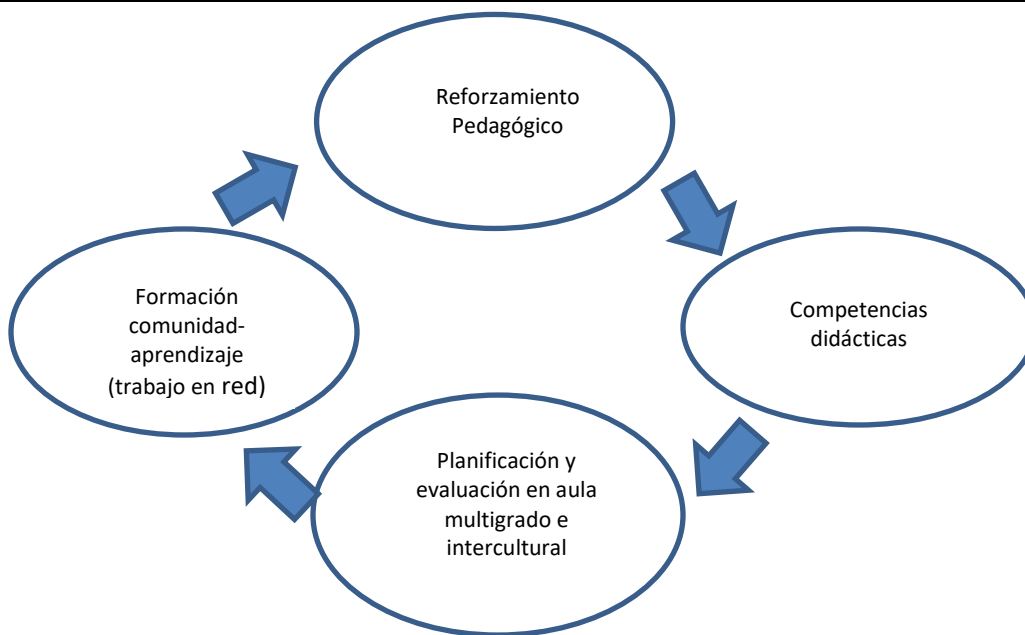 Reforzamiento
Pedagógico
Competencias
didácticas
Planificación y
evaluación en aula
multigrado e
intercultural
Formación
comunidad-
aprendizaje
(trabajo en red)